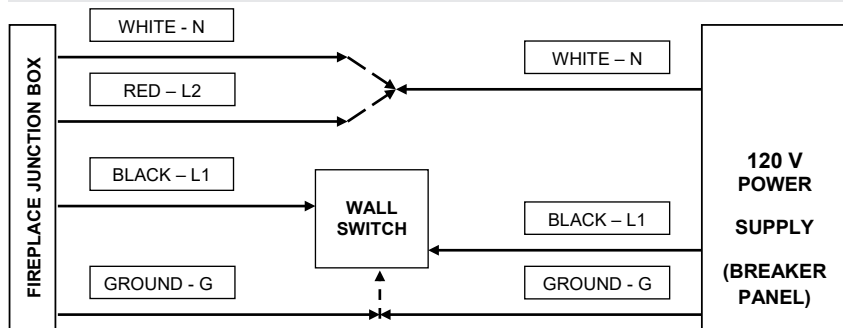 FIREPLACE JUNCTION BOX
WHITE - N
RED – L2
BLACK – L1
GROUND - G
WALL
SWITCH
WHITE – N
BLACK – L1
GROUND - G
120 V
POWER
SUPPLY
(BREAKER
PANEL)